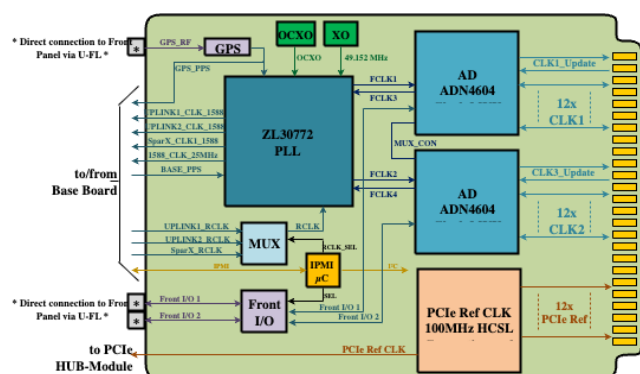 * Direct connection to Front
Panel via U-FL *
*
GPS_RF
GPS
OCXO
XO
GPS_PPS
OCXO
49.152 MHz
UPLINK1_CLK_1588
UPLINK2_CLK_1588
SparX_CLK1_1588
1588_CLK_25MHz
BASE_PPS
to/from
Base Board
ZL30772
PLL
FCLK1
FCLK3
MUX_CON
FCLK2
FCLK4
AD
ADN4604
CLK1_Update
12x
CLK1
AD
ADN4604
CLK3_Update
12x
CLK2
UPLINK1_RCLK
UPLINK2_RCLK
SparX_RCLK
MUX
RCLK
RCLK_SEL
IPMI
IPMI
μC
I²C
SEL
* Direct connection to Front
Panel via U-FL *
*
*
Front I/O 1
Front I/O 2
Front
I/O
Front I/O 1
Front I/O 2
PCIe Ref CLK
100MHz HCSL
12x
PCIe Ref
to PCIe
HUB-Module
PCIe Ref CLK